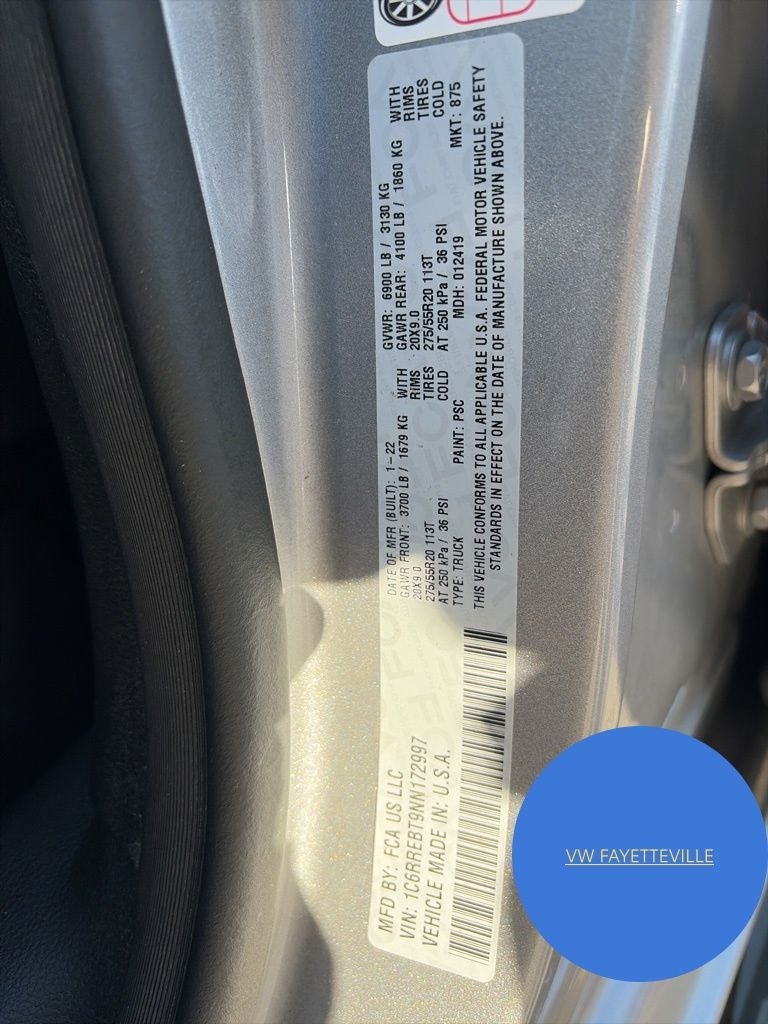 MFD BY: FCA US LLC
VIN: 1C6RREBT9NN172997
VEHICLE MADE IN: U.S.A.
DATE OF MFR (BUILT): 1-22
GAWR FRONT: 3700 LB / 1679 KG WITH
20X9.0 RIMS
275/55R20 113T TIRES
AT 250 kPa / 36 PSI COLD
TYPE: TRUCK PAINT: PSC
GVWR: 6900 LB / 3130 KG
GAWR REAR: 4100 LB / 1860 KG WITH
20X9.0 RIMS
275/55R20 113T TIRES
AT 250 kPa / 36 PSI COLD
MDH: 012419 MKT: 875
THIS VEHICLE CONFORMS TO ALL APPLICABLE U.S.A. FEDERAL MOTOR VEHICLE SAFETY
STANDARDS IN EFFECT ON THE DATE OF MANUFACTURE SHOWN ABOVE.
VW FAYETTEVILLE